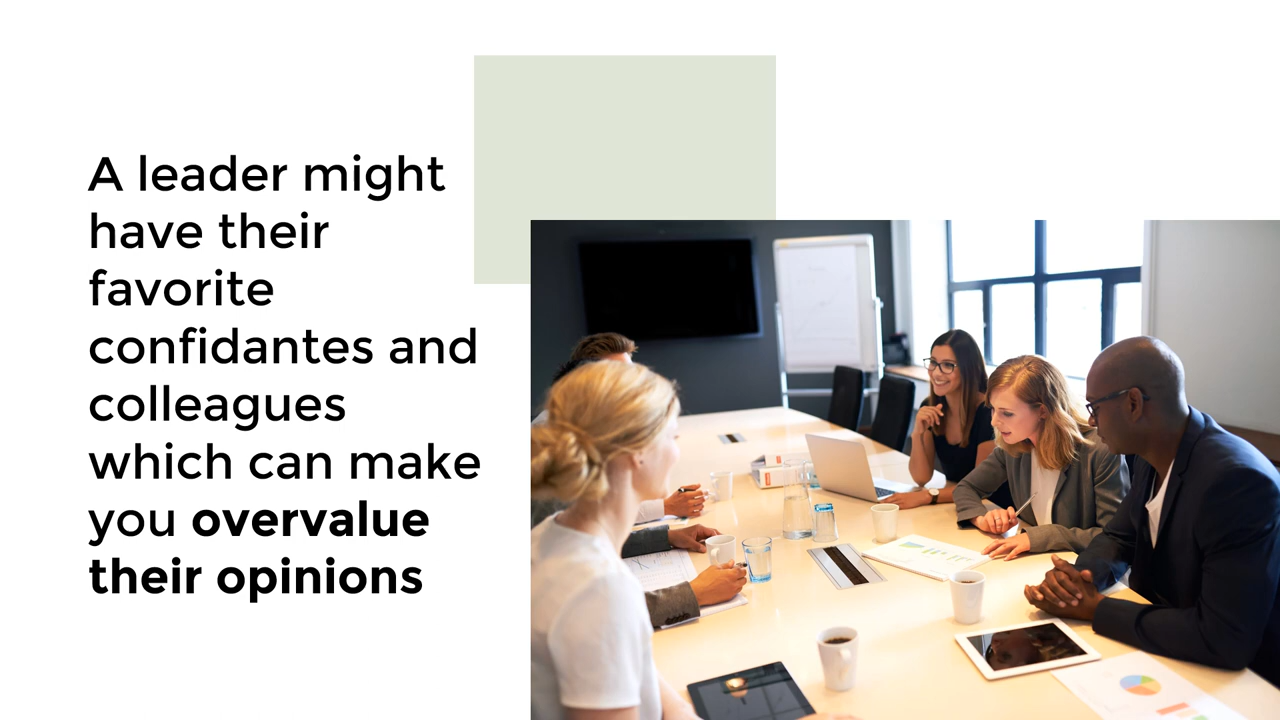 A leader might
have their
favorite
confidantes and
colleagues
which can make
you overvalue
their opinions